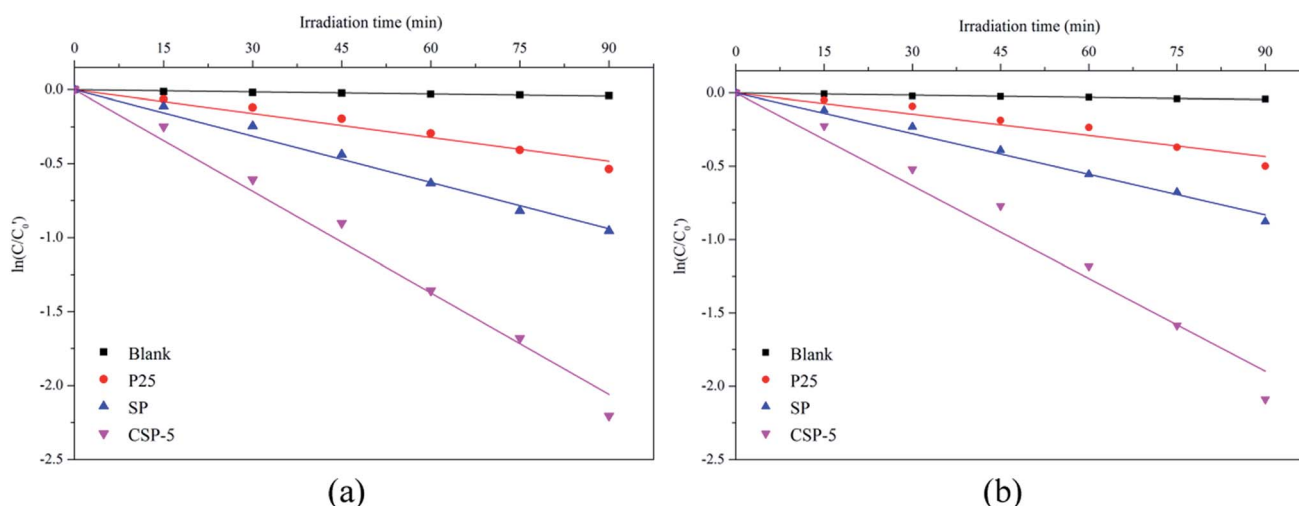 Irradiation time (min)
0 15 30 45 60 75 90
0.0
-0.5
-1.0
-1.5
-2.0
-2.5
ln(C/C0')
Blank
P25
SP
CSP-5
(a)
Irradiation time (min)
0 15 30 45 60 75 90
0.0
-0.5
-1.0
-1.5
-2.0
-2.5
ln(C/C0')
Blank
P25
SP
CSP-5
(b)